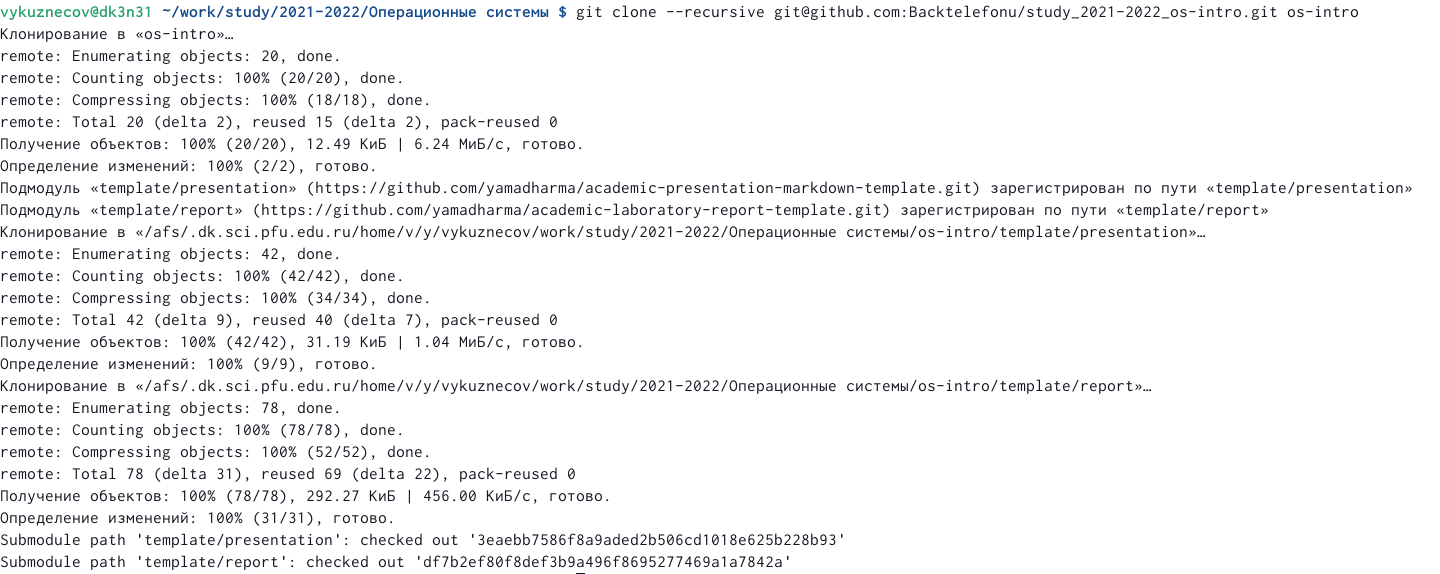 vykuznecov@dk3n31 ~/work/study/2021-2022/Операционные системы $ git clone --recursive git@github.com:Backtelefonu/study_2021-2022_os-intro.git os-intro
Клонирование в «os-intro»…
remote: Enumerating objects: 20, done.
remote: Counting objects: 100% (20/20), done.
remote: Compressing objects: 100% (18/18), done.
remote: Total 20 (delta 2), reused 15 (delta 2), pack-reused 0
Получение объектов: 100% (20/20), 12.49 КиБ | 6.24 МиБ/с, готово.
Определение изменений: 100% (2/2), готово.
Подмодуль «template/presentation» (https://github.com/yamadharma/academic-presentation-markdown-template.git) зарегистрирован по пути «template/presentation»
Подмодуль «template/report» (https://github.com/yamadharma/academic-laboratory-report-template.git) зарегистрирован по пути «template/report»
Клонирование в «/afs/.dk.sci.pfu.edu.ru/home/v/y/vykuznecov/work/study/2021-2022/Операционные системы/os-intro/template/presentation»…
remote: Enumerating objects: 42, done.
remote: Counting objects: 100% (42/42), done.
remote: Compressing objects: 100% (34/34), done.
remote: Total 42 (delta 9), reused 40 (delta 7), pack-reused 0
Получение объектов: 100% (42/42), 31.19 КиБ | 1.04 МиБ/с, готово.
Определение изменений: 100% (9/9), готово.
Клонирование в «/afs/.dk.sci.pfu.edu.ru/home/v/y/vykuznecov/work/study/2021-2022/Операционные системы/os-intro/template/report»…
remote: Enumerating objects: 78, done.
remote: Counting objects: 100% (78/78), done.
remote: Compressing objects: 100% (52/52), done.
remote: Total 78 (delta 31), reused 69 (delta 22), pack-reused 0
Получение объектов: 100% (78/78), 292.27 КиБ | 456.00 КиБ/с, готово.
Определение изменений: 100% (31/31), готово.
Submodule path 'template/presentation': checked out '3eaebb7586f8a9aded2b506cd1018e625b228b93'
Submodule path 'template/report': checked out 'df7b2ef80f8def3b9a496f8695277469a1a7842a'